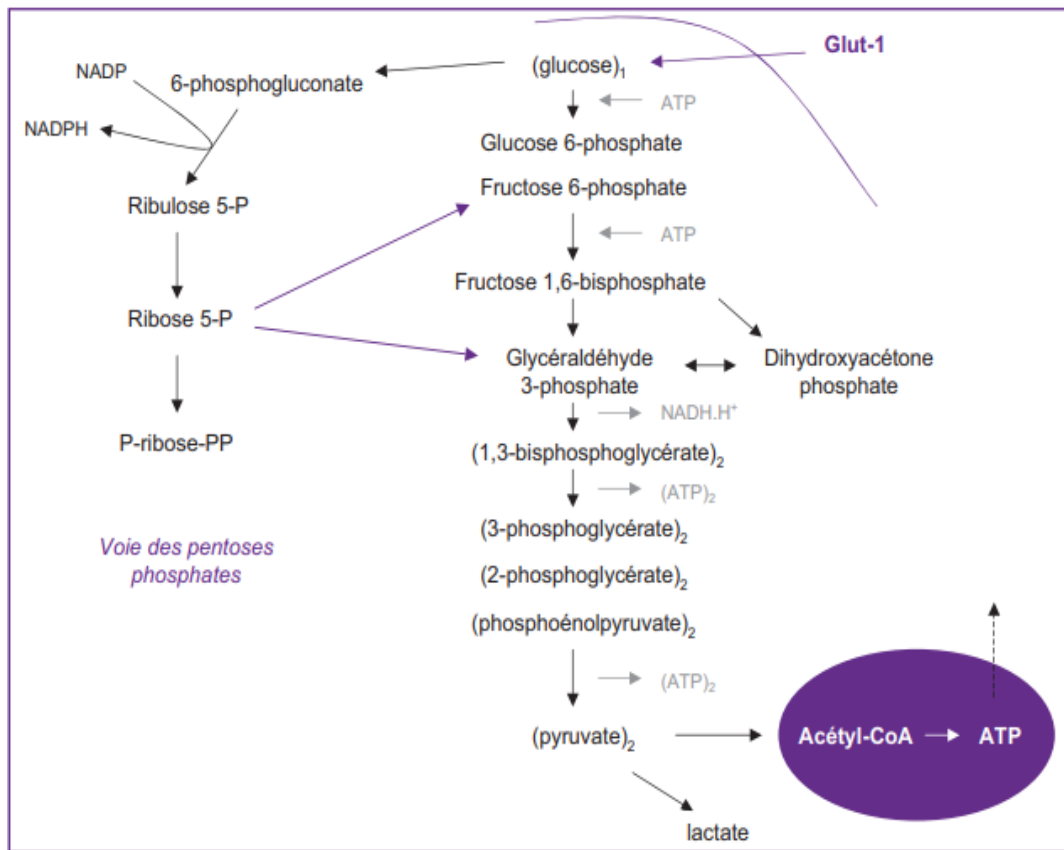 Glut-1
(glucose)₁
NADP
6-phosphogluconate
ATP
NADPH
Glucose 6-phosphate
Fructose 6-phosphate
Ribulose 5-P
ATP
Fructose 1,6-bisphosphate
Ribose 5-P
Glycéraldéhyde
3-phosphate
Dihydroxyacétone
phosphate
NADH.H⁺
P-ribose-PP
(1,3-bisphosphoglycérate)₂
(ATP)₂
(3-phosphoglycérate)₂
Voie des pentoses
phosphates
(2-phosphoglycérate)₂
(phosphoénolpyruvate)₂
(ATP)₂
(pyruvate)₂
Acétyl-CoA
ATP
lactate